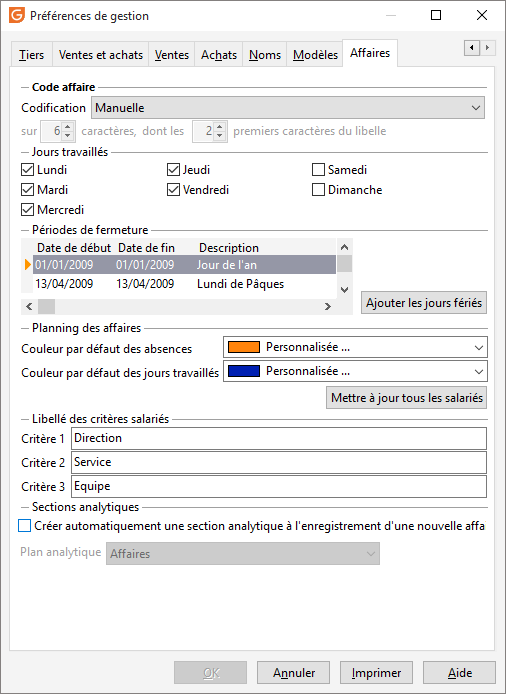 Préférences de gestion
Tiers Ventes et achats Ventes Achats Noms Modèles Affaires
Code affaire
Codification Manuelle
sur 6 caractères, dont les 2 premiers caractères du libelle
Jours travaillés
Lundi Jeudi Samedi
Mardi Vendredi Dimanche
Mercredi
Périodes de fermeture
Date de début Date de fin Description
01/01/2009 01/01/2009 Jour de l'an
13/04/2009 13/04/2009 Lundi de Pâques
Ajouter les jours fériés
Planning des affaires
Couleur par défaut des absences Personnalisée ...
Couleur par défaut des jours travaillés Personnalisée ...
Mettre à jour tous les salariés
Libellé des critères salariés
Critère 1 Direction
Critère 2 Service
Critère 3 Equipe
Sections analytiques
Créer automatiquement une section analytique à l'enregistrement d'une nouvelle affa
Plan analytique Affaires
OK Annuler Imprimer Aide